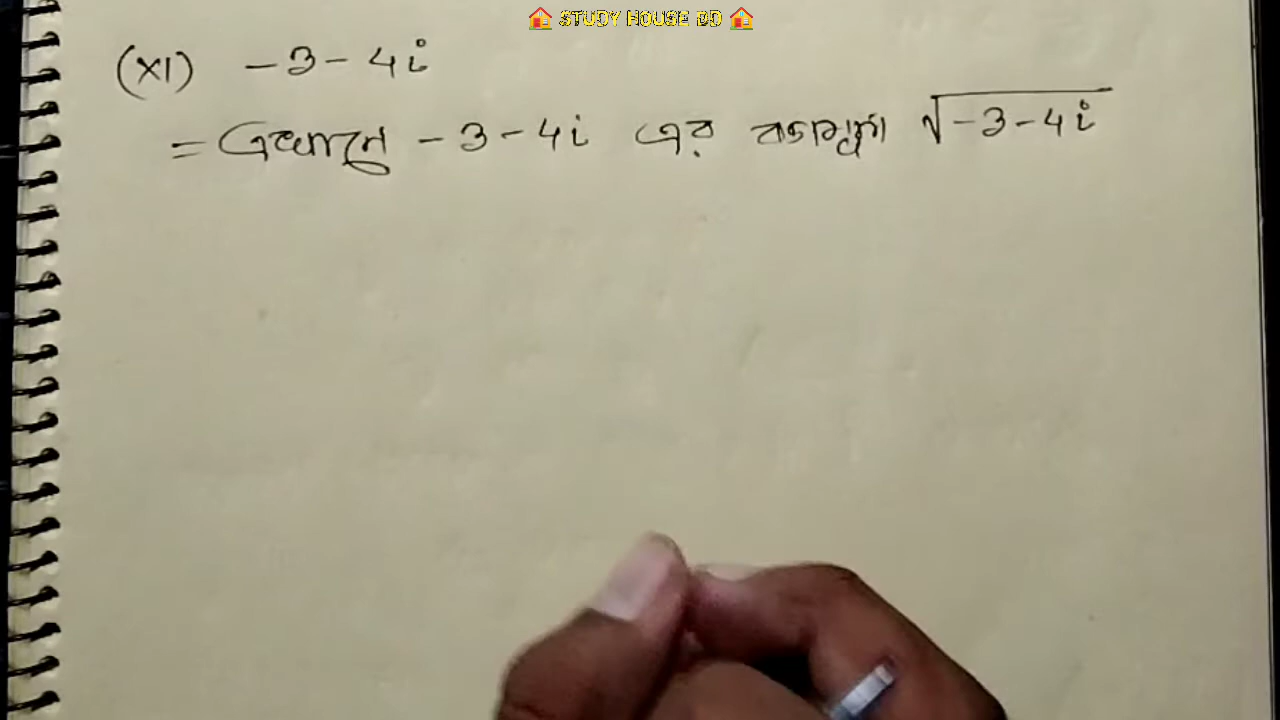 🏠 STUDY HOUSE BD 🏠
(XI) -3-4i
= এখানে -3-4i এর বর্গমূল √-3-4i